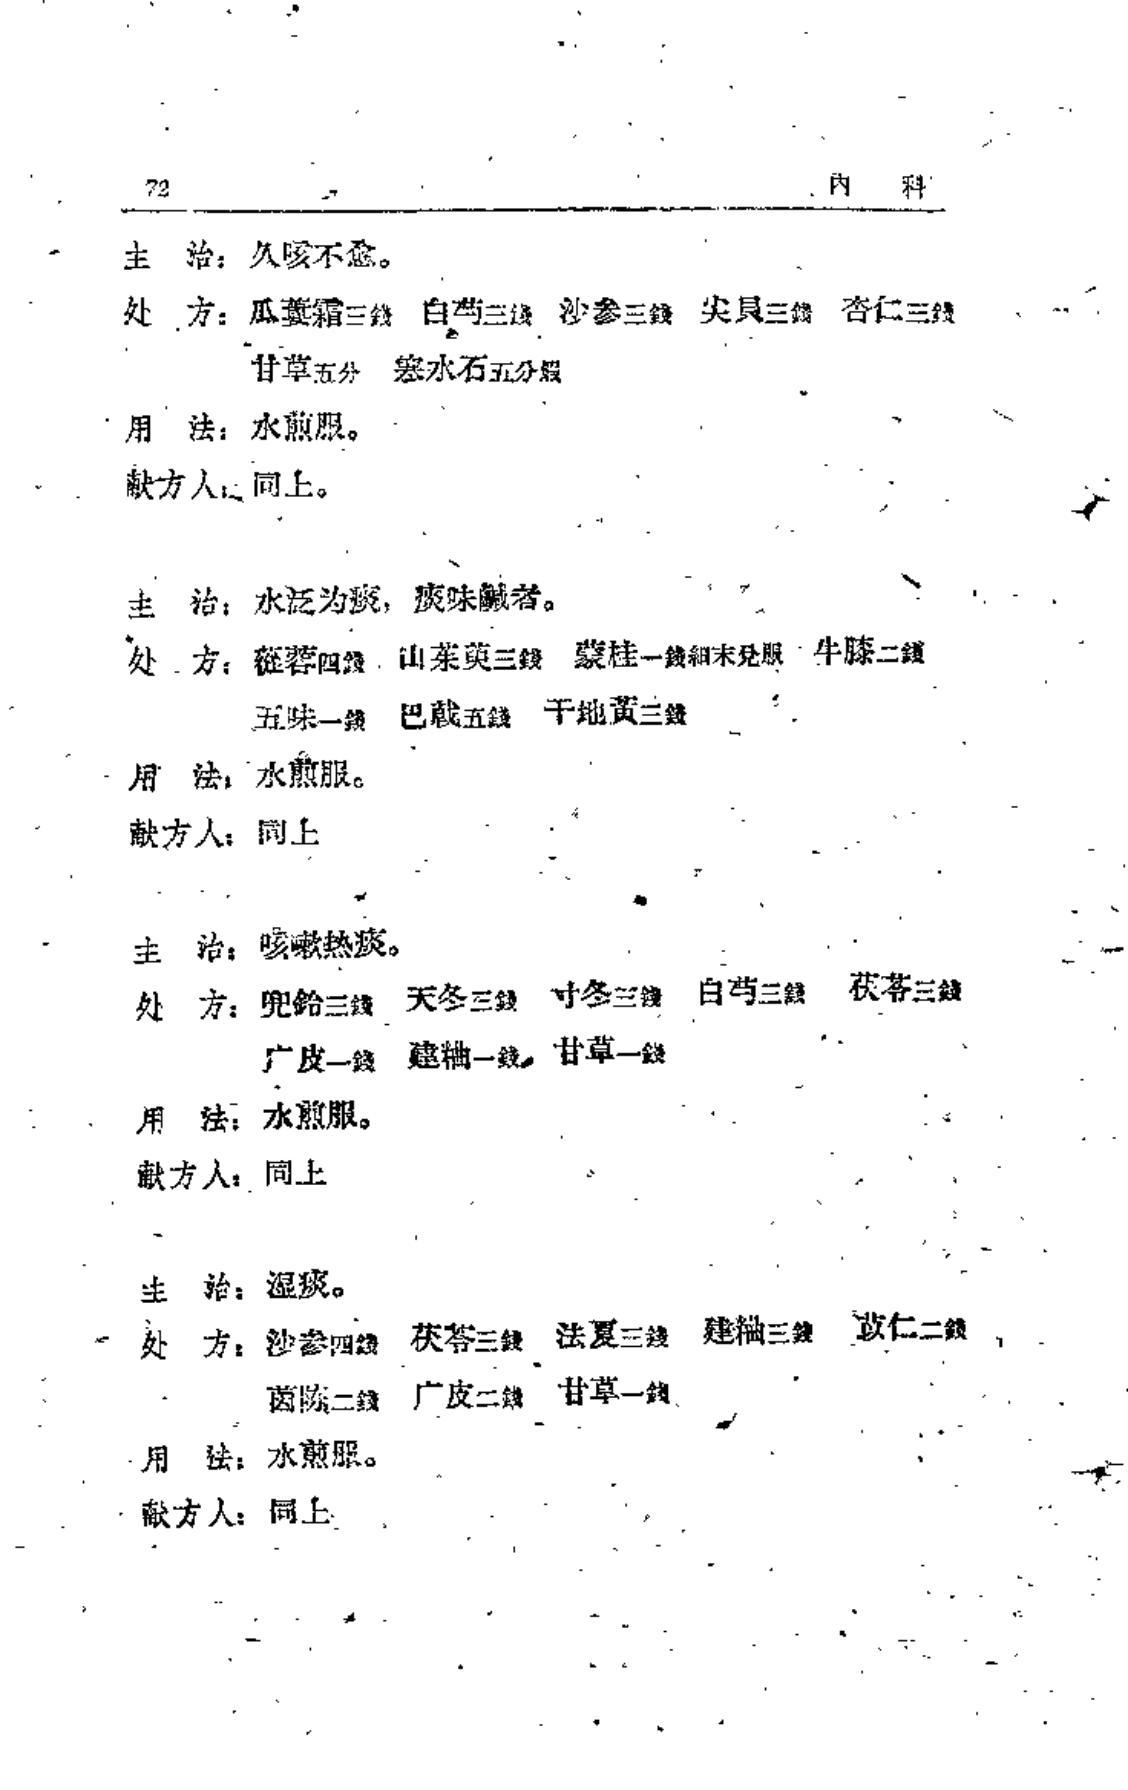 72 內 科
主 治：久咳不愈。
处 方：瓜蔞霜三錢 白芍三錢 沙参三錢 尖貝三錢 杏仁三錢
甘草五分 寒水石五分煅
用 法：水煎服。
献方人：同上。
主 治：水泛为痰，痰味鹹者。
处 方：蓯蓉四錢 山茱萸三錢 蒙桂一錢細末兌服 牛膝二錢
五味一錢 巴戟五錢 干地黃三錢
用 法：水煎服。
献方人：同上
主 治：咳嗽热痰。
处 方：兜鈴三錢 天冬三錢 寸冬三錢 白芍三錢 茯苓三錢
广皮一錢 建粬一錢 甘草一錢
用 法：水煎服。
献方人：同上
主 治：湿痰。
处 方：沙参四錢 茯苓三錢 法夏三錢 建粬三錢 苡仁二錢
茵陈二錢 广皮二錢 甘草一錢
用 法：水煎服。
献方人：同上